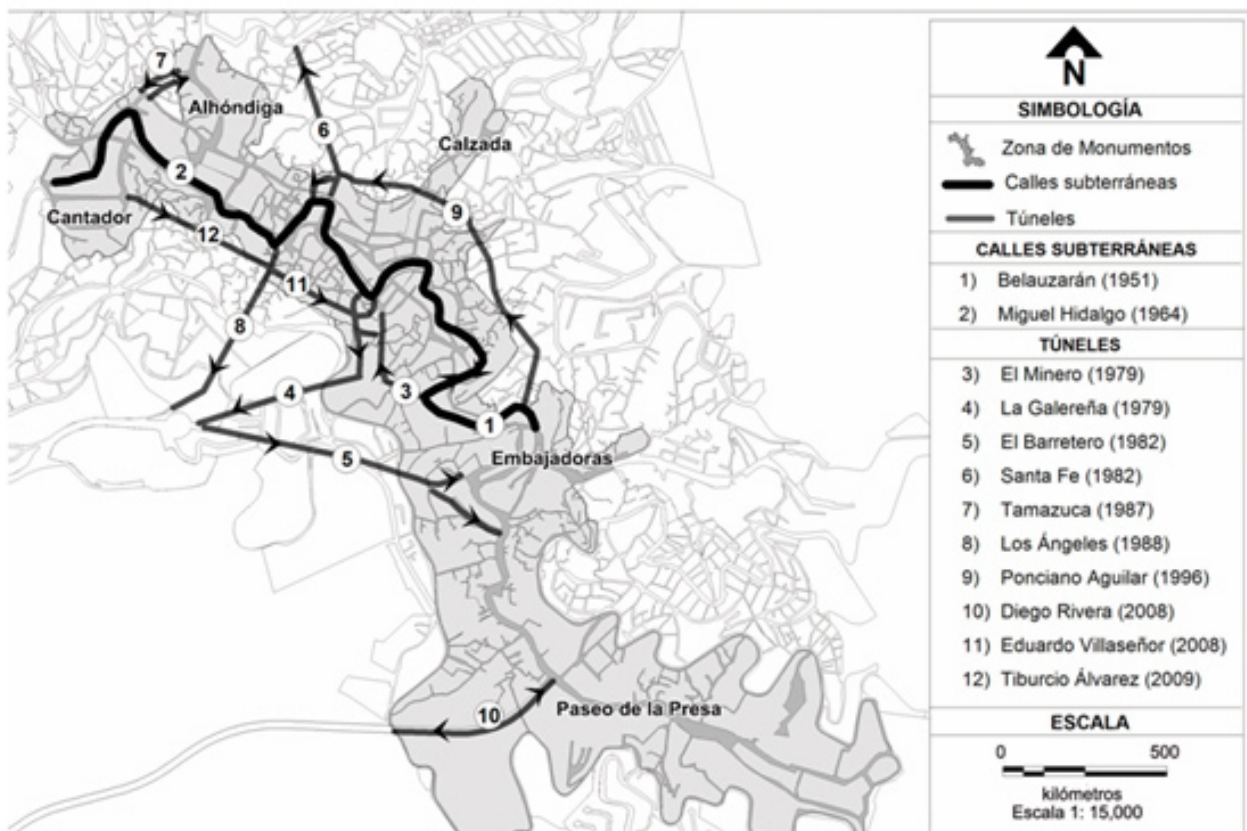 7
Alhóndiga
6
Calzada
2
9
Cantador
12
11
8
4
3
1
5
Embajadoras
10
Paseo de la Presa
N
SIMBOLOGÍA
Zona de Monumentos
Calles subterráneas
Túneles
CALLES SUBTERRÁNEAS
1) Belauzarán (1951)
2) Miguel Hidalgo (1964)
TÚNELES
3) El Minero (1979)
4) La Galereña (1979)
5) El Barretero (1982)
6) Santa Fe (1982)
7) Tamazuca (1987)
8) Los Ángeles (1988)
9) Ponciano Aguilar (1996)
10) Diego Rivera (2008)
11) Eduardo Villaseñor (2008)
12) Tiburcio Álvarez (2009)
ESCALA
0 500
kilómetros
Escala 1: 15,000